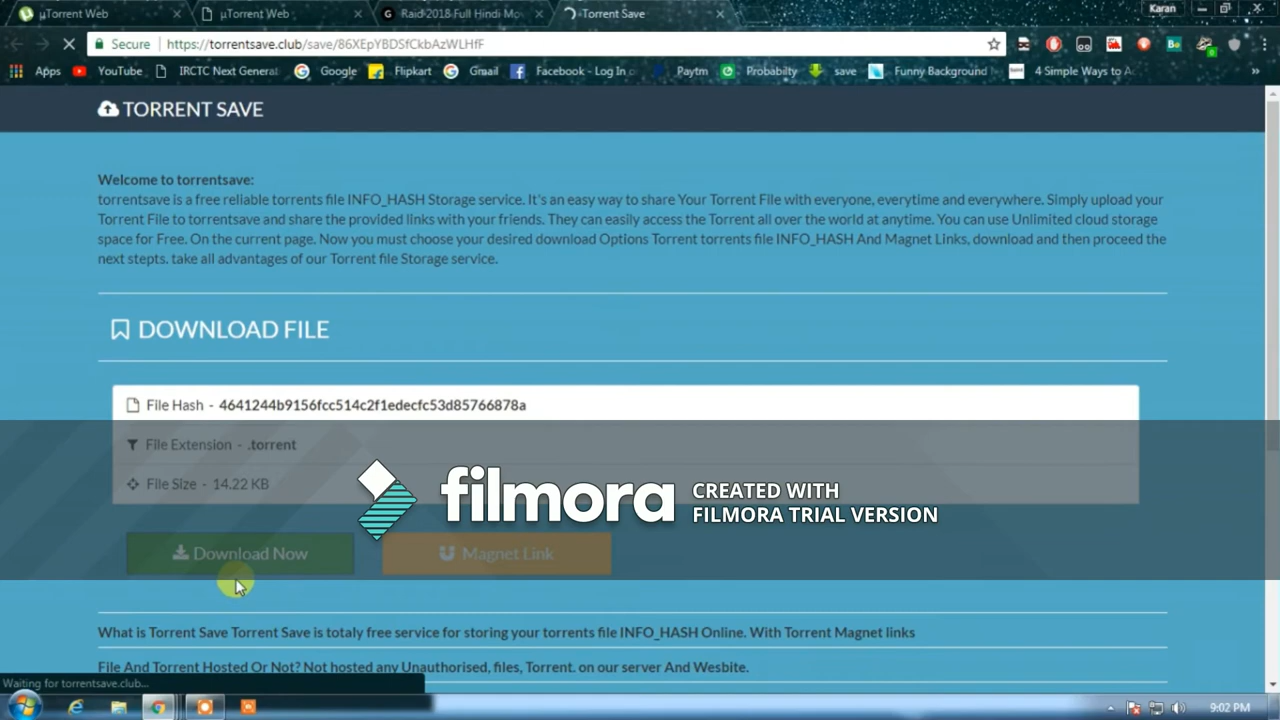 µTorrent Web
µTorrent Web
Raid 2018 Full Hindi Mo
Torrent Save
Karan
Secure
https://torrentsave.club/save/86XEpYBDSfCkbAzWLHfF
Apps
YouTube
IRCTC Next Generat
Google
Flipkart
Gmail
Facebook - Log In o
Paytm
Probabilty
save
Funny Background
4 Simple Ways to A
TORRENT SAVE
Welcome to torrentsave:
torrentsave is a free reliable torrents file INFO_HASH Storage service. It's an easy way to share Your Torrent File with everyone, everytime and everywhere. Simply upload your
Torrent File to torrentsave and share the provided links with your friends. They can easily access the Torrent all over the world at anytime. You can use Unlimited cloud storage
space for Free. On the current page. Now you must choose your desired download Options Torrent torrents file INFO_HASH And Magnet Links, download and then proceed the
next stepts. take all advantages of our Torrent file Storage service.
DOWNLOAD FILE
File Hash - 4641244b9156fcc514c2f1edecfc53d85766878a
File Extension - .torrent
File Size - 14.22 KB
filmora
CREATED WITH
FILMORA TRIAL VERSION
Download Now
Magnet Link
What is Torrent Save Torrent Save is totaly free service for storing your torrents file INFO_HASH Online. With Torrent Magnet links
File And Torrent Hosted Or Not? Not hosted any Unauthorised, files, Torrent. on our server And Wesbite.
Waiting for torrentsave.club...
9:02 PM